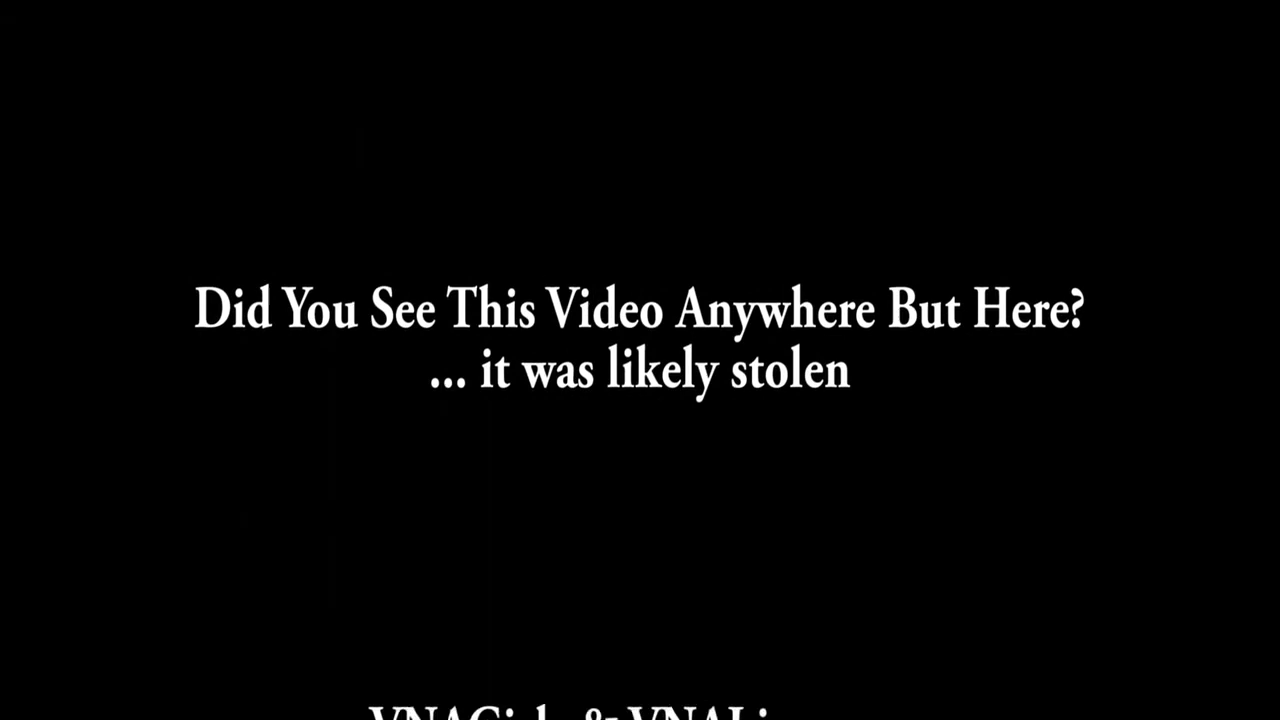 Did You See This Video Anywhere But Here?
... it was likely stolen
&